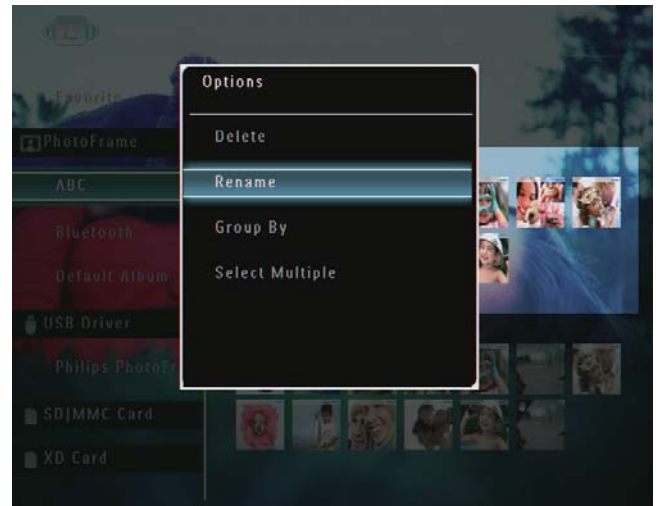 Favorite
Options
PhotoFrame
Delete
ABC
Rename
Bluetooth
Group By
Default Album
Select Multiple
USB Driver
Philips PhotoFr
SD|MMC Card
XD Card